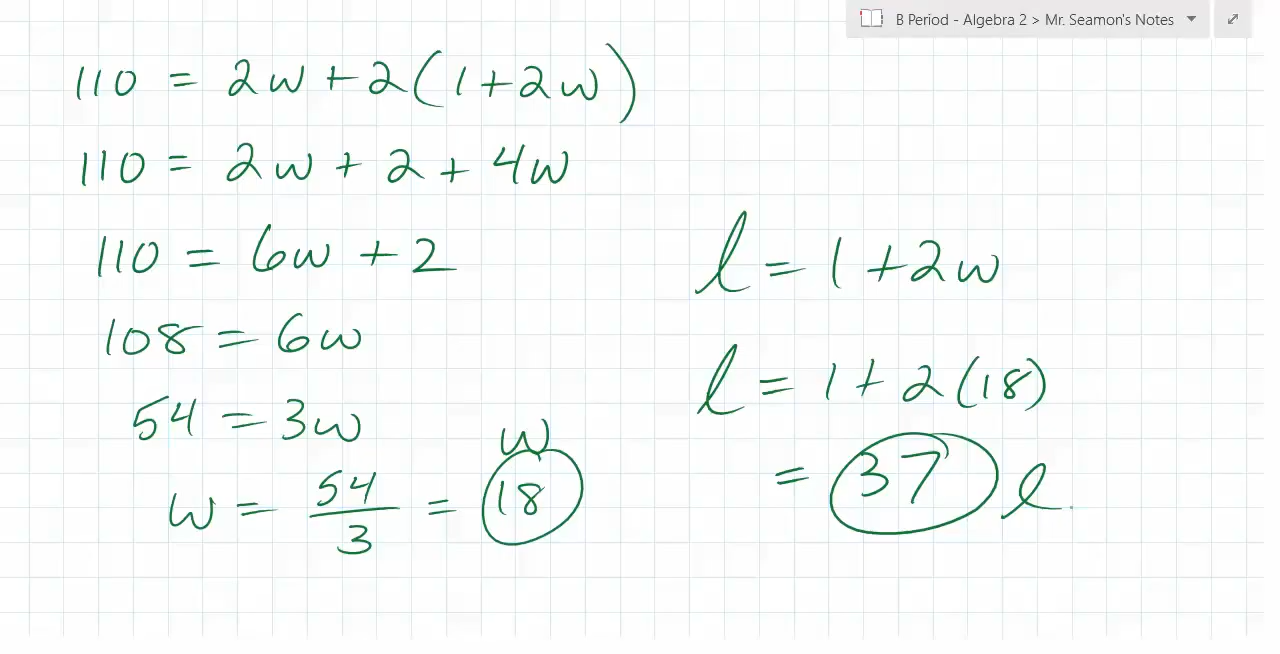 B Period - Algebra 2 > Mr. Seamon's Notes
110 = 2w + 2(1+2w)
110 = 2w + 2 + 4w
110 = 6w + 2
108 = 6w
54 = 3w
w = 54/3 = 18 w
l = 1 + 2w
l = 1 + 2(18)
= 37 l